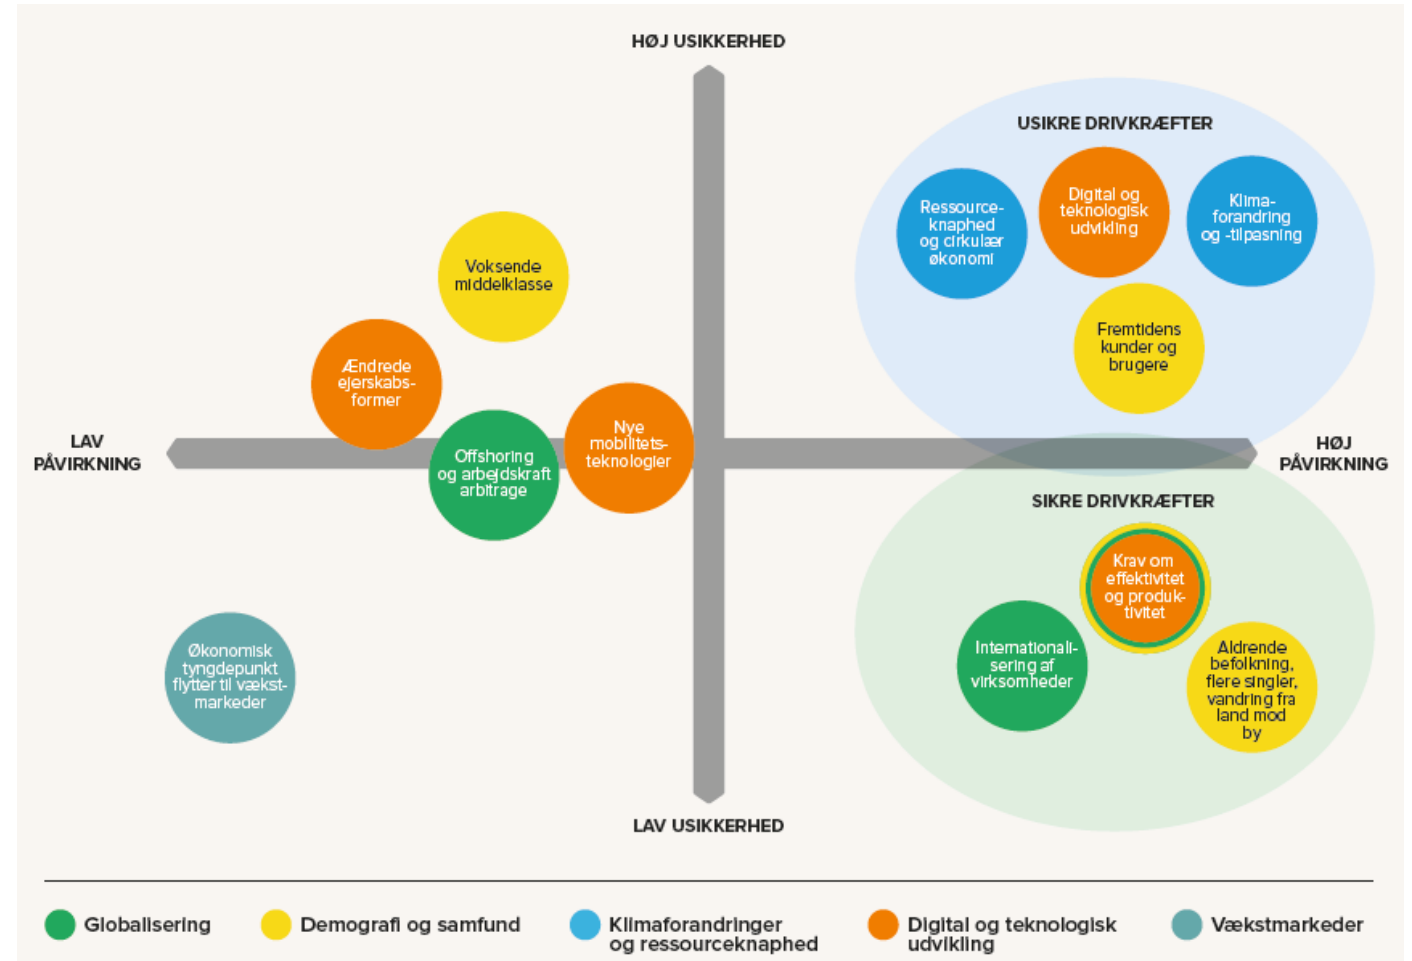 HØJ USIKKERHED
USIKRE DRIVKRÆFTER
Ressource-
knaphed
og cirkulær
økonomi
Digital og
teknologisk
udvikling
Klima-
forandring
og -tilpasning
Fremtidens
kunder og
brugere
Voksende
middelklasse
Ændrede
ejerskabs-
former
Offshoring
og arbejdskraft
arbitrage
Nye
mobilitets-
teknologier
LAV
PÅVIRKNING
HØJ
PÅVIRKNING
SIKRE DRIVKRÆFTER
Krav om
effektivitet
og produk-
tivitet
Internationali-
sering af
virksomheder
Aldrende
befolkning,
flere singler,
vandring fra
land mod
by
Økonomisk
tyngdepunkt
flytter til vækst-
markeder
LAV USIKKERHED
Globalisering
Demografi og samfund
Klimaforandringer
og ressourceknaphed
Digital og teknologisk
udvikling
Vækstmarkeder